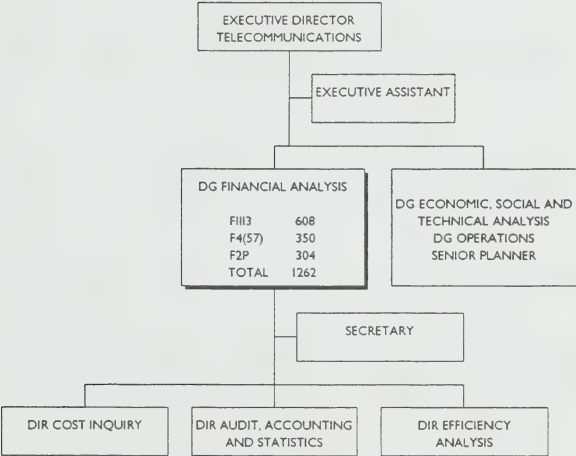 EXECUTIVE DIRECTOR
TELECOMMUNICATIONS
EXECUTIVE ASSISTANT
DG FINANCIAL ANALYSIS
FIII3 608
F4(57) 350
F2P 304
TOTAL 1262
DG ECONOMIC, SOCIAL AND
TECHNICAL ANALYSIS
DG OPERATIONS
SENIOR PLANNER
SECRETARY
DIR COST INQUIRY
DIR AUDIT, ACCOUNTING
AND STATISTICS
DIR EFFICIENCY
ANALYSIS